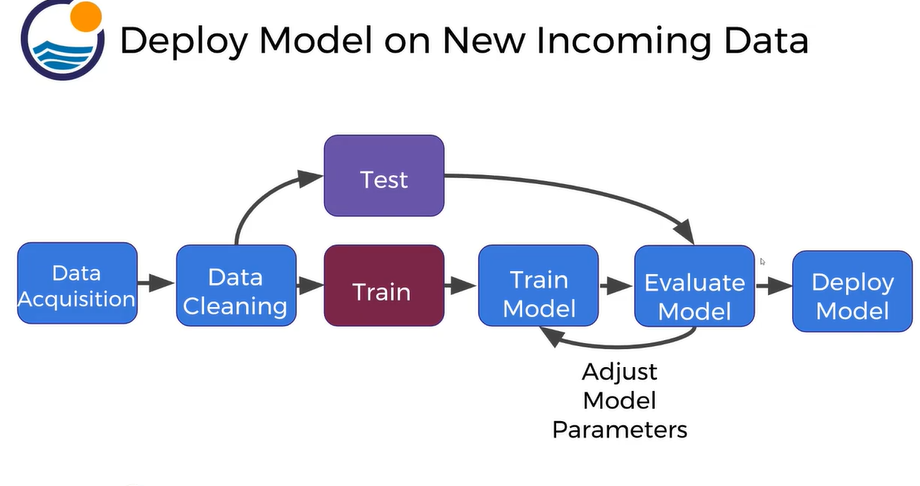 Deploy Model on New Incoming Data
Test
Data
Acquisition
Data
Cleaning
Train
Train
Model
Evaluate
Model
Deploy
Model
Adjust
Model
Parameters